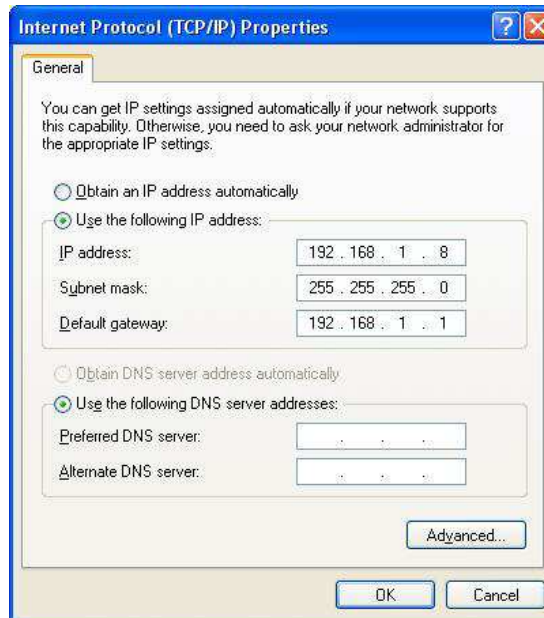 Internet Protocol (TCP/IP) Properties
General
You can get IP settings assigned automatically if your network supports
this capability. Otherwise, you need to ask your network administrator for
the appropriate IP settings.
Obtain an IP address automatically
Use the following IP address:
IP address: 192 . 168 . 1 . 8
Subnet mask: 255 . 255 . 255 . 0
Default gateway: 192 . 168 . 1 . 1
Obtain DNS server address automatically
Use the following DNS server addresses:
Preferred DNS server: . . .
Alternate DNS server: . . .
Advanced...
OK Cancel